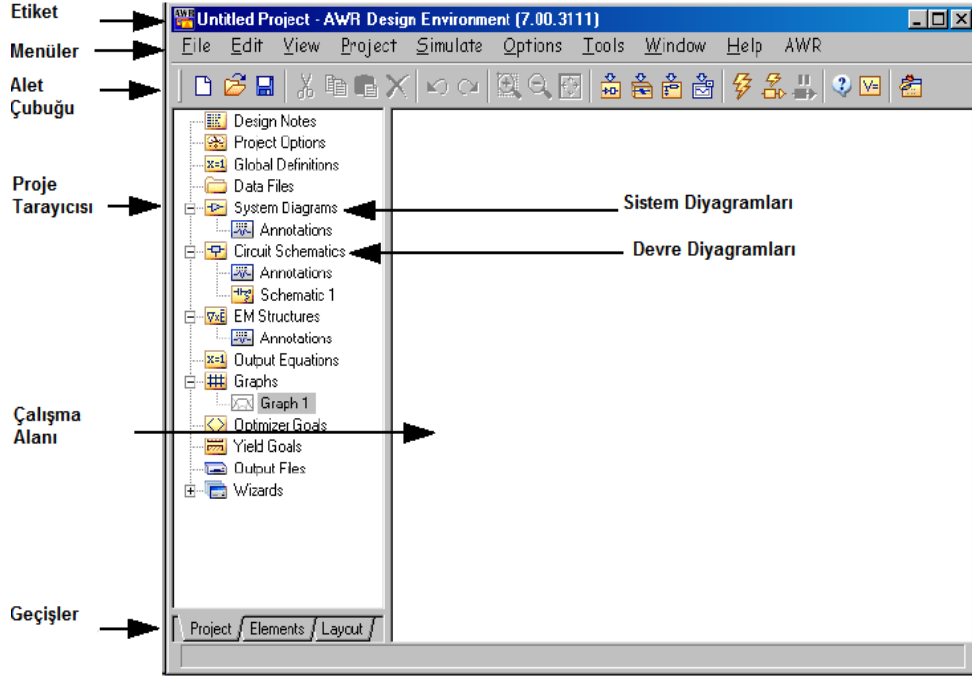 Etiket
Untitled Project - AWR Design Environment (7.00.3111)
Menüler
File Edit View Project Simulate Options Tools Window Help AWR
Alet
Çubuğu
Design Notes
Project Options
X=1 Global Definitions
Data Files
Proje
Tarayıcısı
System Diagrams
Sistem Diyagramları
Annotations
Circuit Schematics
Devre Diyagramları
Annotations
Schematic 1
EM Structures
Annotations
X=1 Output Equations
Graphs
Graph 1
Çalışma
Alanı
Optimizer Goals
Yield Goals
Output Files
Wizards
Geçişler
Project Elements Layout